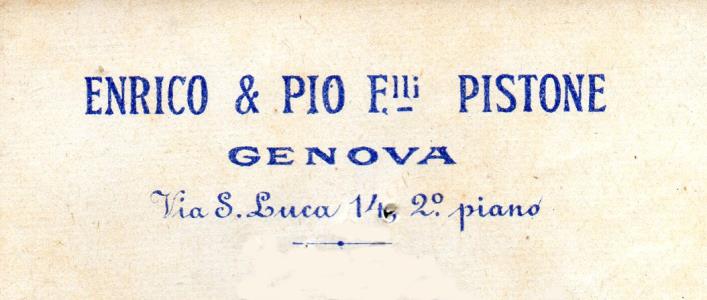 ENRICO & PIO F.lli PISTONE
GENOVA
Via S. Luca 14, 2º piano